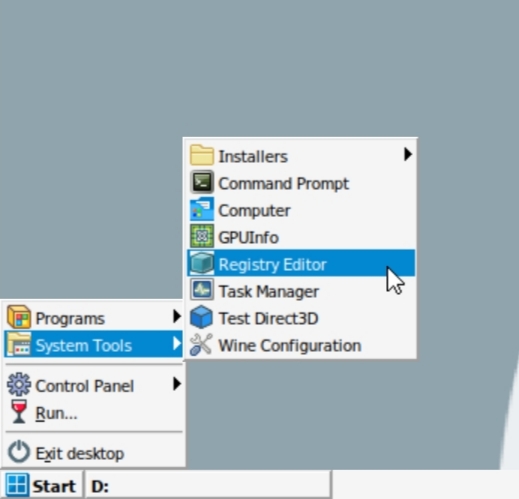 Installers
Command Prompt
Computer
GPUInfo
Registry Editor
Task Manager
Test Direct3D
Wine Configuration
Programs
System Tools
Control Panel
Run...
Exit desktop
Start
D: